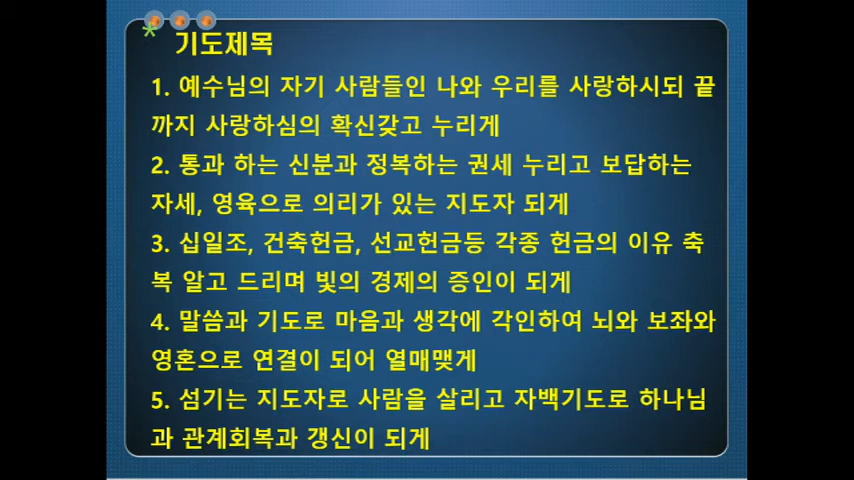 * 기도제목
1. 예수님의 자기 사람들인 나와 우리를 사랑하시되 끝
까지 사랑하심의 확신갖고 누리게
2. 통과 하는 신분과 정복하는 권세 누리고 보답하는
자세, 영육으로 의리가 있는 지도자 되게
3. 십일조, 건축헌금, 선교헌금등 각종 헌금의 이유 축
복 알고 드리며 빛의 경제의 증인이 되게
4. 말씀과 기도로 마음과 생각에 각인하여 뇌와 보좌와
영혼으로 연결이 되어 열매맺게
5. 섬기는 지도자로 사람을 살리고 자백기도로 하나님
과 관계회복과 갱신이 되게